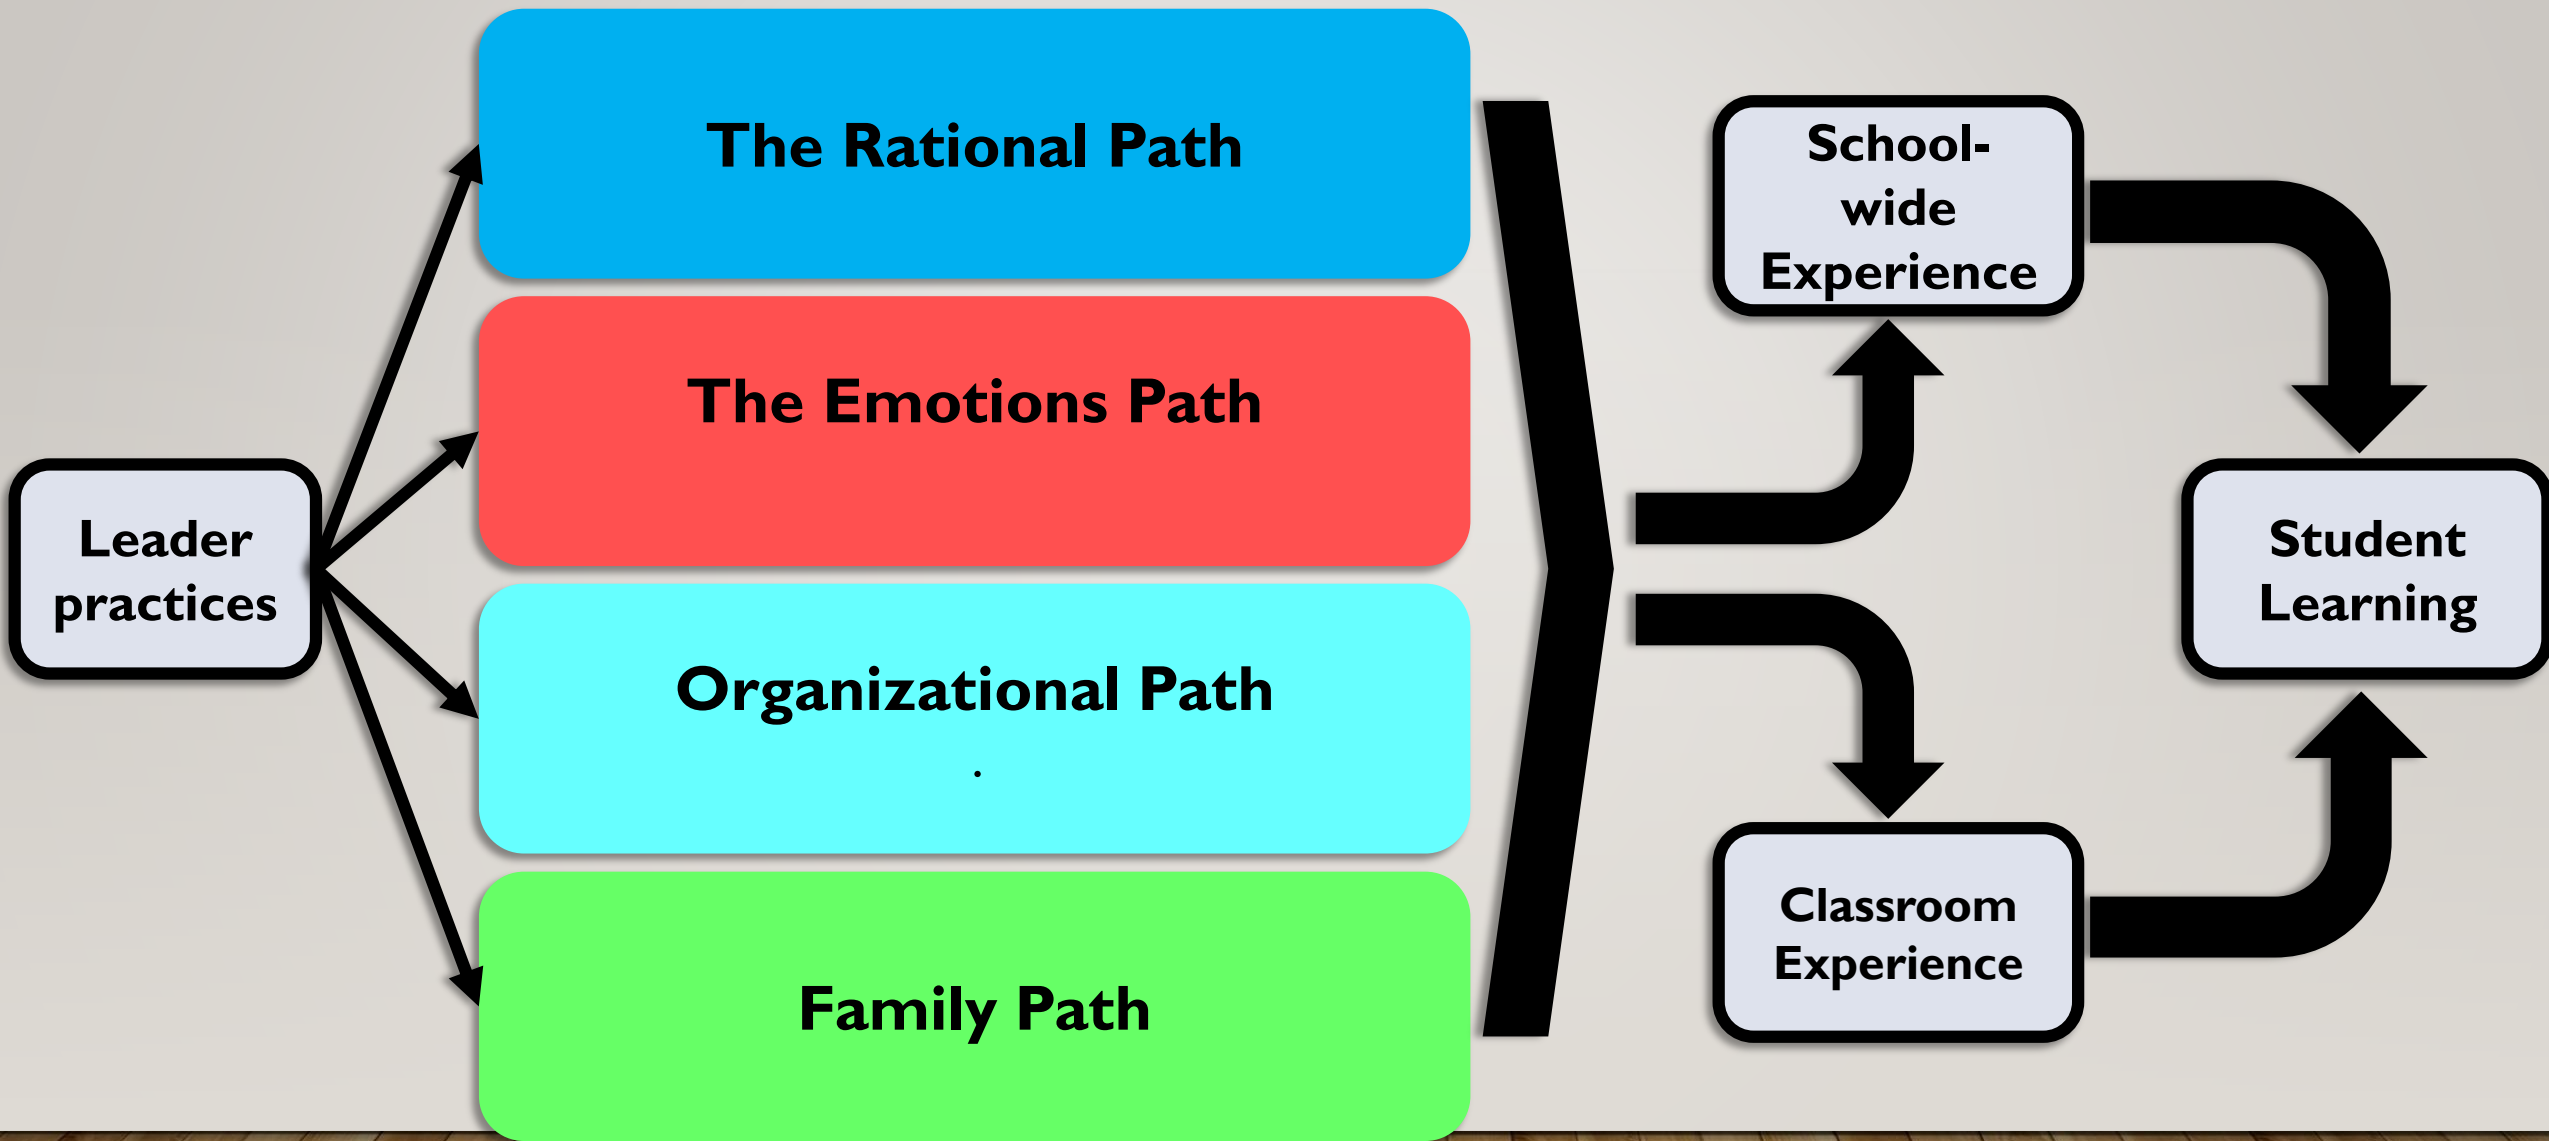 The Rational Path
The Emotions Path
Organizational Path
.
Family Path
Leader
practices
School-
wide
Experience
Classroom
Experience
Student
Learning